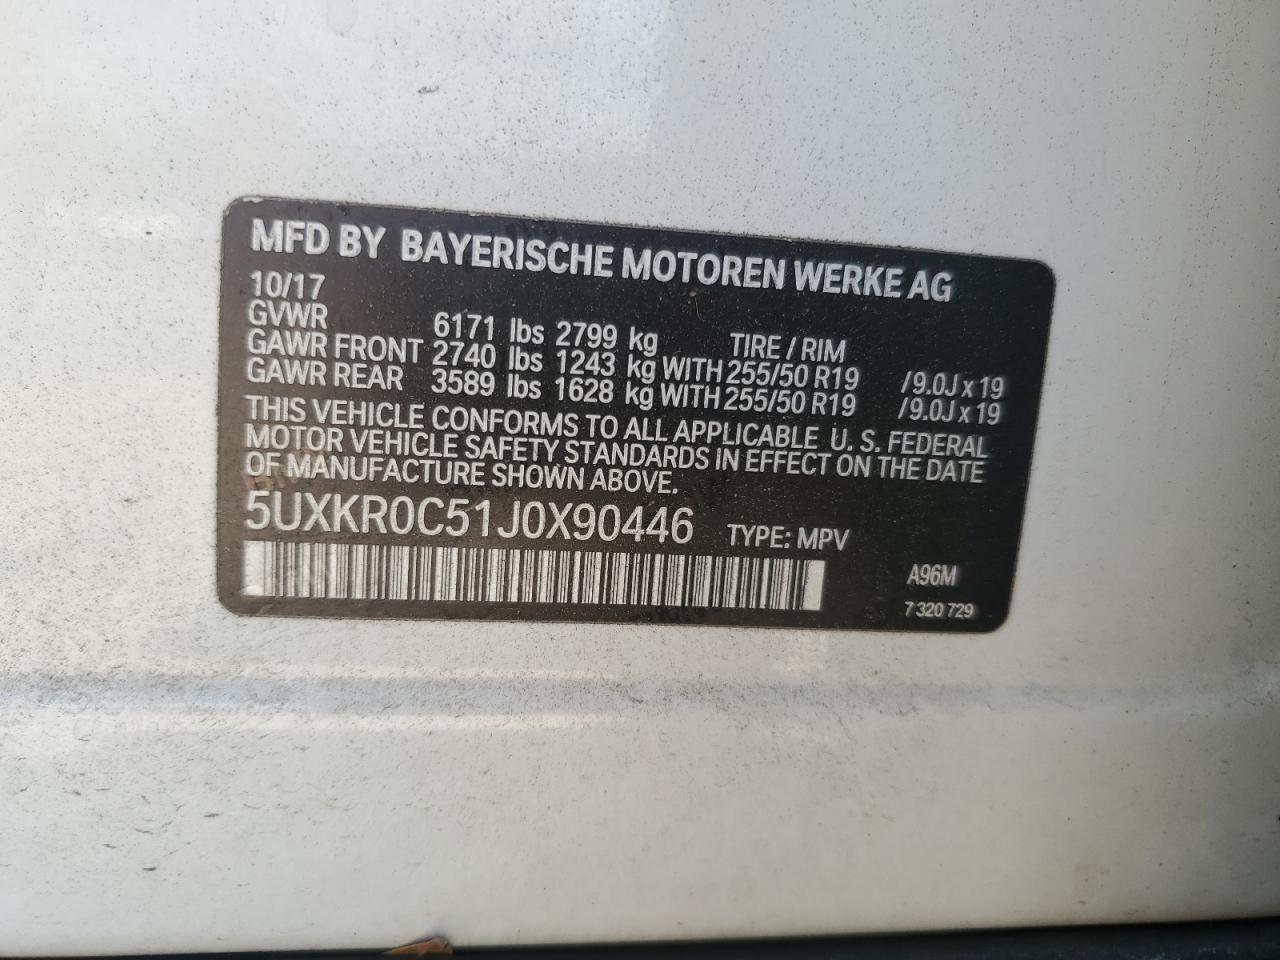 MFD BY BAYERISCHE MOTOREN WERKE AG
10/17
GVWR 6171 lbs 2799 kg TIRE / RIM
GAWR FRONT 2740 lbs 1243 kg WITH 255/50 R19 /9.0J x 19
GAWR REAR 3589 lbs 1628 kg WITH 255/50 R19 /9.0J x 19
THIS VEHICLE CONFORMS TO ALL APPLICABLE U. S. FEDERAL
MOTOR VEHICLE SAFETY STANDARDS IN EFFECT ON THE DATE
OF MANUFACTURE SHOWN ABOVE.
5UXKR0C51J0X90446 TYPE: MPV
A96M
7 320 729